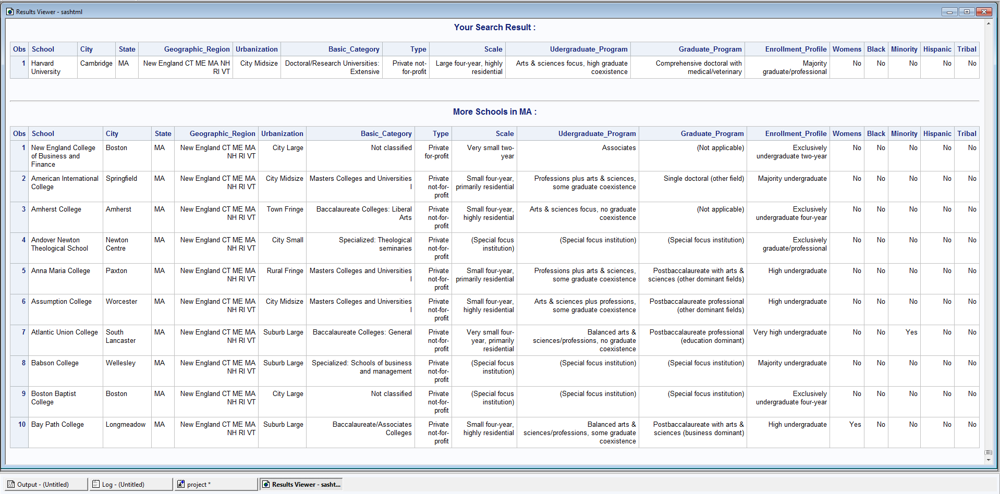 Results Viewer - sashtml
Your Search Result :
Obs School City State Geographic_Region Urbanization Basic_Category Type Scale Udergraduate_Program Graduate_Program Enrollment_Profile Womens Black Minority Hispanic Tribal
1 Harvard Cambridge MA New England CT ME MA NH City Midsize Doctoral/Research Universities: Private not- Large four-year, highly Arts & sciences focus, high graduate Comprehensive doctoral with Majority No No No No No
University RI VT Extensive for-profit residential coexistence medical/veterinary graduate/professional
More Schools in MA :
Obs School City State Geographic_Region Urbanization Basic_Category Type Scale Udergraduate_Program Graduate_Program Enrollment_Profile Womens Black Minority Hispanic Tribal
1 New England College Boston MA New England CT ME MA City Large Not classified Private Very small two- Associates (Not applicable) Exclusively No No No No No
of Business and NH RI VT for-profit year undergraduate two-year
Finance
2 American International Springfield MA New England CT ME MA City Midsize Masters Colleges and Universities Private Small four-year, Professions plus arts & sciences, Single doctoral (other field) Majority undergraduate No No No No No
College NH RI VT I not-for- primarily residential some graduate coexistence
profit
3 Amherst College Amherst MA New England CT ME MA Town Fringe Baccalaureate Colleges: Liberal Private Small four-year, Arts & sciences focus, no graduate (Not applicable) Exclusively No No No No No
NH RI VT Arts not-for- highly residential coexistence undergraduate four-year
profit
4 Andover Newton Newton MA New England CT ME MA City Small Specialized: Theological Private (Special focus (Special focus institution) (Special focus institution) Exclusively No No No No No
Theological School Centre NH RI VT seminaries not-for- institution) graduate/professional
profit
5 Anna Maria College Paxton MA New England CT ME MA Rural Fringe Masters Colleges and Universities Private Small four-year, Professions plus arts & sciences, Postbaccalaureate with arts & High undergraduate No No No No No
NH RI VT I not-for- primarily residential some graduate coexistence sciences (other dominant fields)
profit
6 Assumption College Worcester MA New England CT ME MA City Midsize Masters Colleges and Universities Private Small four-year, Arts & sciences plus professions, Postbaccalaureate professional High undergraduate No No No No No
NH RI VT I not-for- highly residential some graduate coexistence (other dominant fields)
profit
7 Atlantic Union College South MA New England CT ME MA Suburb Large Baccalaureate Colleges: General Private Very small four- Balanced arts & Postbaccalaureate professional Very high undergraduate No No Yes No No
Lancaster NH RI VT not-for- year, primarily sciences/professions, no graduate (education dominant)
profit residential coexistence
8 Babson College Wellesley MA New England CT ME MA Suburb Large Specialized: Schools of business Private (Special focus (Special focus institution) (Special focus institution) Majority undergraduate No No No No No
NH RI VT and management not-for- institution)
profit
9 Boston Baptist Boston MA New England CT ME MA City Large Not classified Private (Special focus (Special focus institution) (Special focus institution) Exclusively No No No No No
College NH RI VT not-for- institution) undergraduate four-year
profit
10 Bay Path College Longmeadow MA New England CT ME MA Suburb Large Baccalaureate/Associates Private Small four-year, Balanced arts & Postbaccalaureate with arts & High undergraduate Yes No No No No
NH RI VT Colleges not-for- highly residential sciences/professions, some graduate sciences (business dominant)
profit coexistence
Output - (Untitled) Log - (Untitled) project * Results Viewer - sasht...